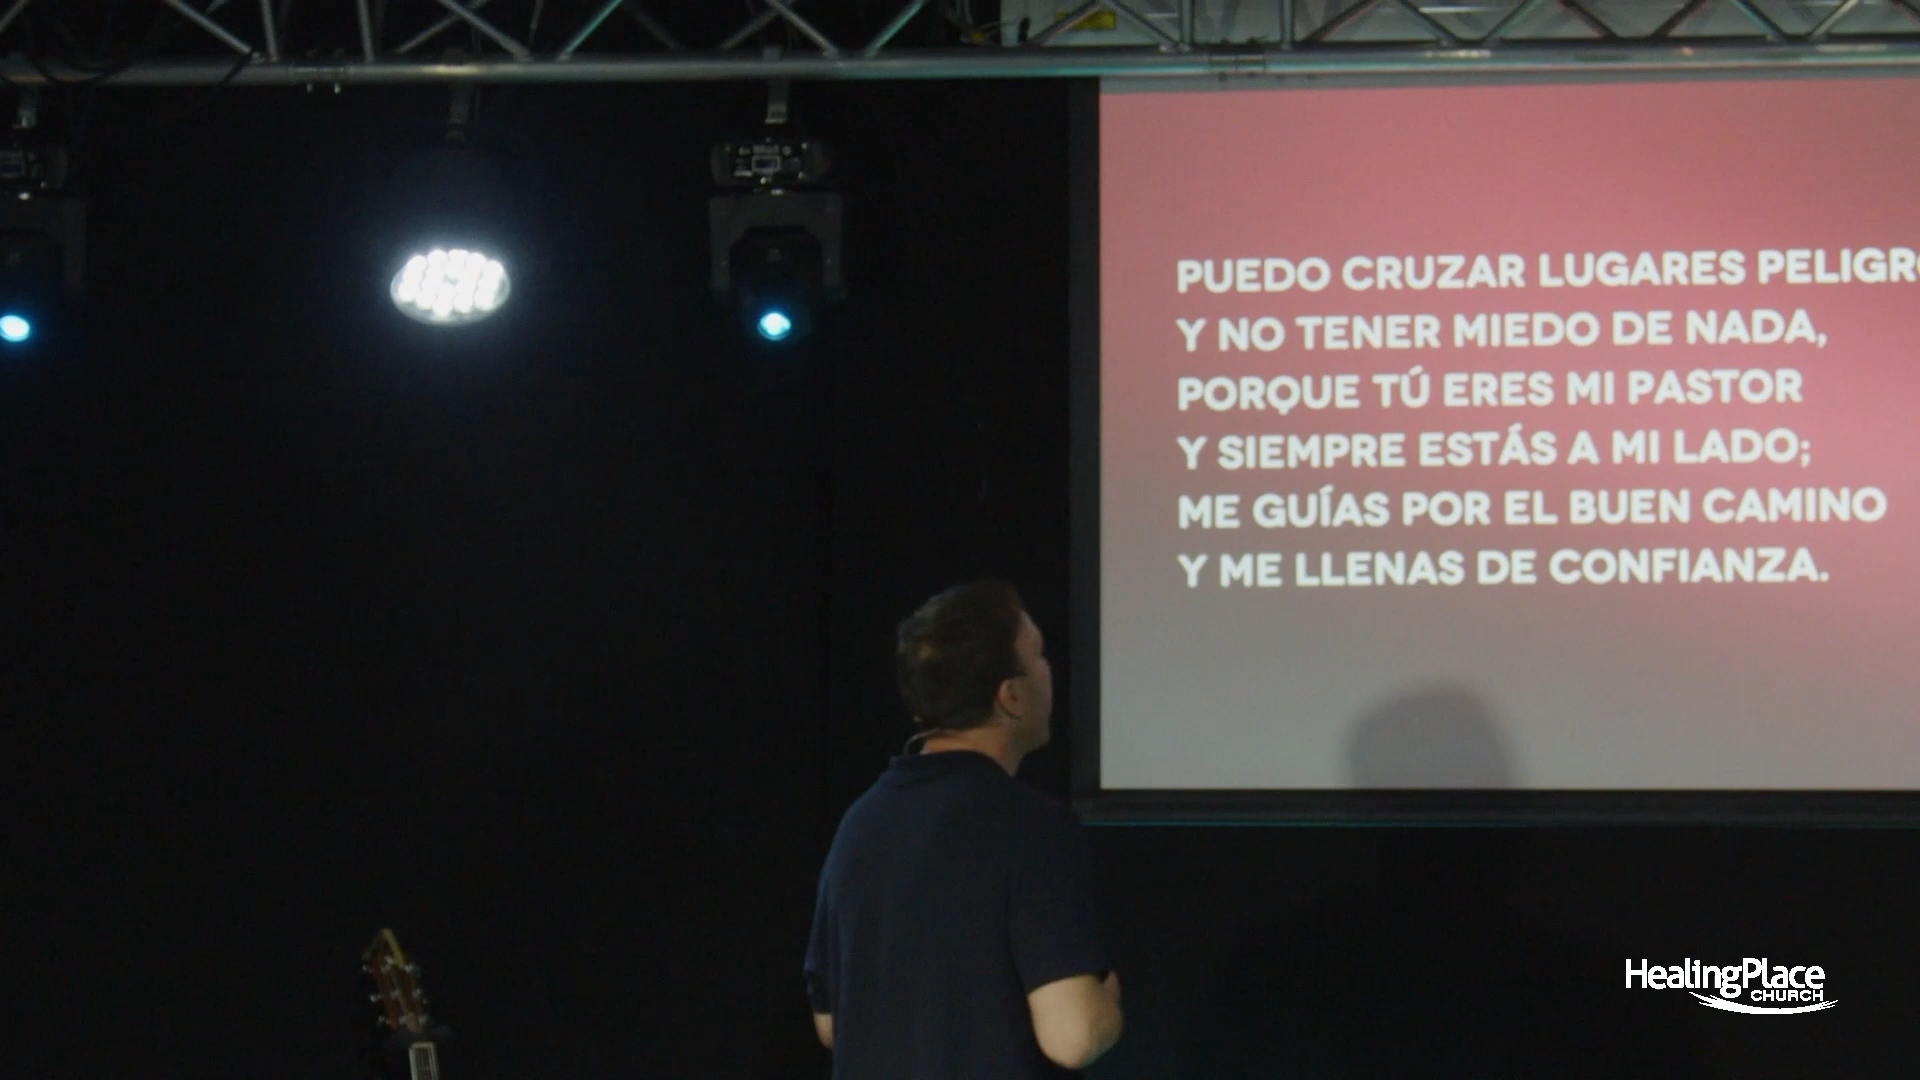 PUEDO CRUZAR LUGARES
Y NO TENER MIEDO DE NADA,
PORQUE TÚ ERES MI PASTOR
Y SIEMPRE ESTÁS A MI LADO;
ME GUÍAS POR EL BUEN CAMINO
Y ME LLENAS DE CONFIANZA.
HealingPlace
CHURCH